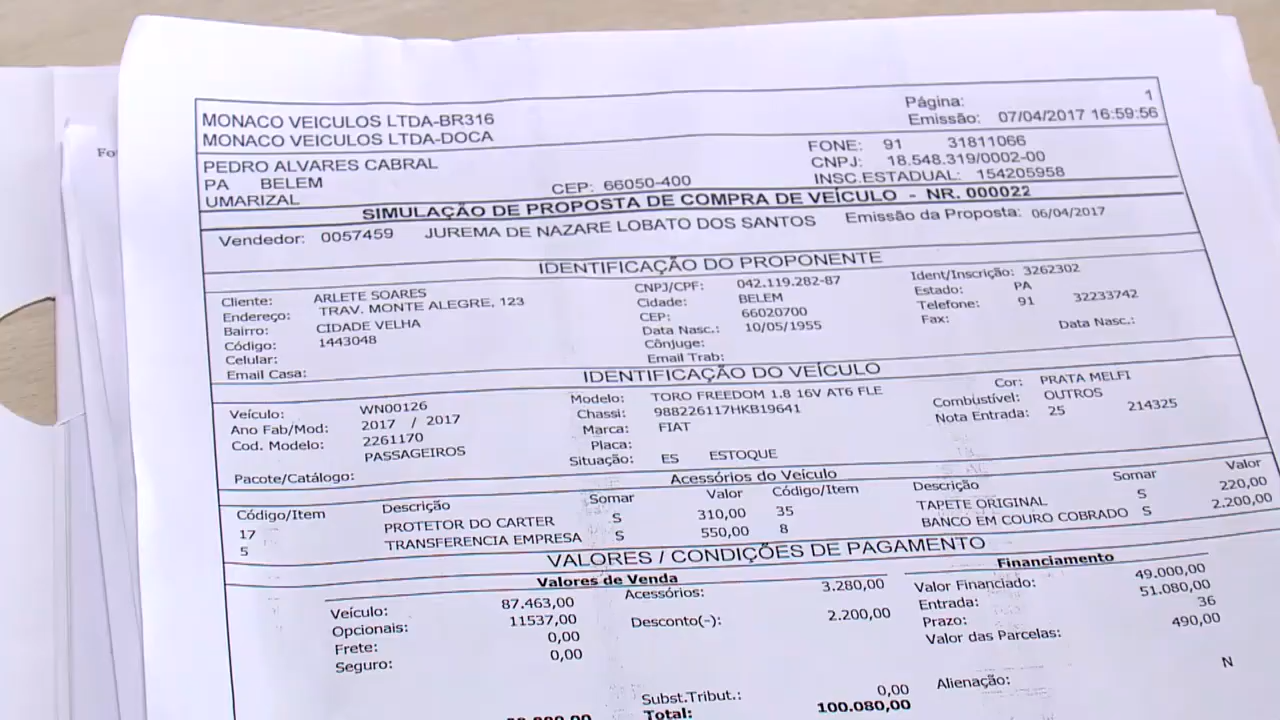 Página: 1
MONACO VEICULOS LTDA-BR316 Emissão: 07/04/2017 16:59:56
MONACO VEICULOS LTDA-DOCA
PEDRO ALVARES CABRAL FONE: 91 31811066
PA BELEM CEP: 66050-400 CNPJ: 18.548.319/0002-00
UMARIZAL INSC.ESTADUAL: 154205958
SIMULAÇÃO DE PROPOSTA DE COMPRA DE VEÍCULO - NR. 000022
Vendedor: 0057459 JUREMA DE NAZARE LOBATO DOS SANTOS Emissão da Proposta: 06/04/2017
IDENTIFICAÇÃO DO PROPONENTE
Cliente: ARLETE SOARES CNPJ/CPF: 042.119.282-87 Ident/Inscrição: 3262302
Endereço: TRAV. MONTE ALEGRE, 123 Cidade: BELEM Estado: PA
Bairro: CIDADE VELHA CEP: 66020700 Telefone: 91 32233742
Código: 1443048 Data Nasc.: 10/05/1955 Fax:
Celular: Cônjuge: Data Nasc.:
Email Casa: Email Trab:
IDENTIFICAÇÃO DO VEÍCULO
Veículo: WN00126 Modelo: TORO FREEDOM 1.8 16V AT6 FLE Cor: PRATA MELFI
Ano Fab/Mod: 2017 / 2017 Chassi: 988226117HKB19641 Combustível: OUTROS
Cod. Modelo: 2261170 Marca: FIAT Nota Entrada: 25 214325
PASSAGEIROS Placa:
Pacote/Catálogo: Situação: ES ESTOQUE
Acessórios do Veículo
Código/Item Descrição Somar Valor Código/Item Descrição Somar Valor
17 PROTETOR DO CARTER S 310,00 35 TAPETE ORIGINAL S 220,00
5 TRANSFERENCIA EMPRESA S 550,00 8 BANCO EM COURO COBRADO S 2.200,00
VALORES / CONDIÇÕES DE PAGAMENTO
Valores de Venda Financiamento
Veículo: 87.463,00 Acessórios: 3.280,00 Valor Financiado: 49.000,00
Opcionais: 11537,00 Desconto(-): 2.200,00 Entrada: 51.080,00
Frete: 0,00 Prazo: 36
Seguro: 0,00 Valor das Parcelas: 490,00
Subst.Tribut.: 0,00 Alienação: N
Total: 100.080,00